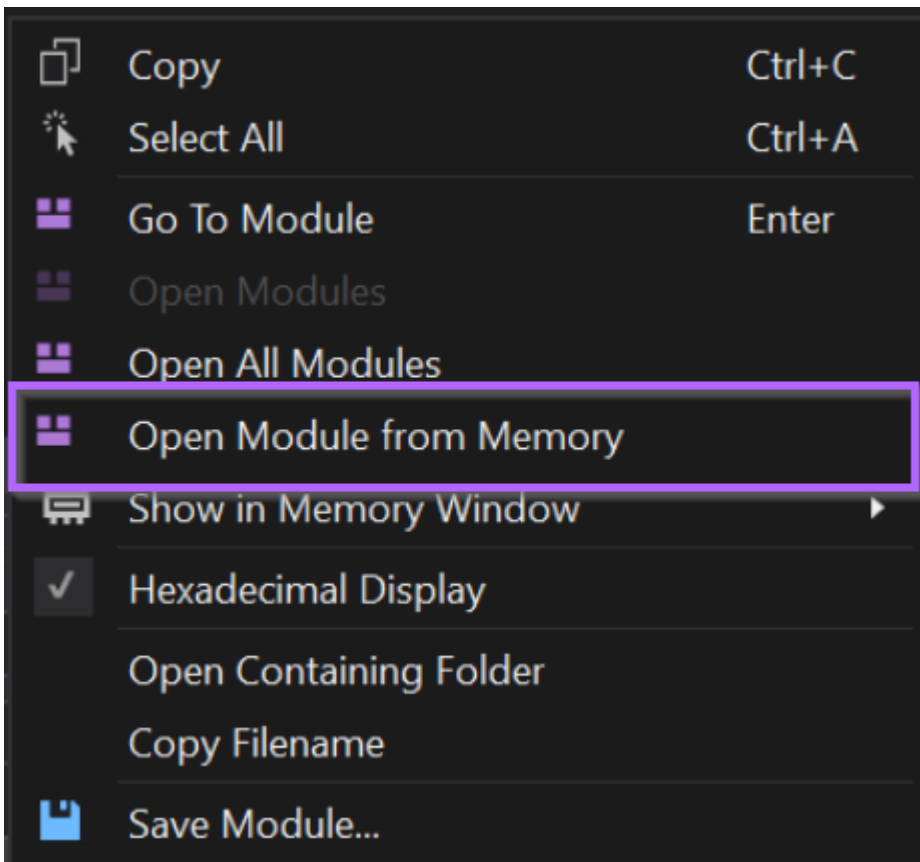 Copy Ctrl+C
Select All Ctrl+A
Go To Module Enter
Open Modules
Open All Modules
Open Module from Memory
Show in Memory Window
Hexadecimal Display
Open Containing Folder
Copy Filename
Save Module...